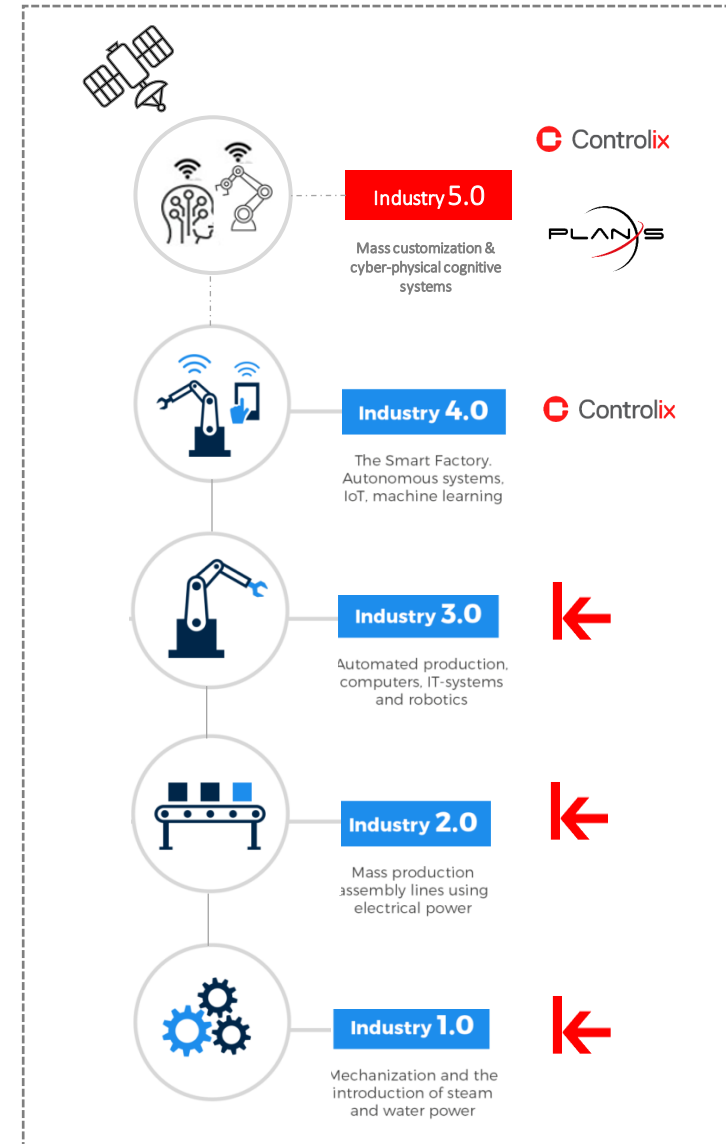 Controlix
Industry 5.0
PLANYS
Mass customization &
cyber-physical cognitive
systems
Industry 4.0
Controlix
The Smart Factory.
Autonomous systems,
IoT, machine learning
Industry 3.0
Automated production,
computers, IT-systems
and robotics
Industry 2.0
Mass production
assembly lines using
electrical power
Industry 1.0
Mechanization and the
introduction of steam
and water power